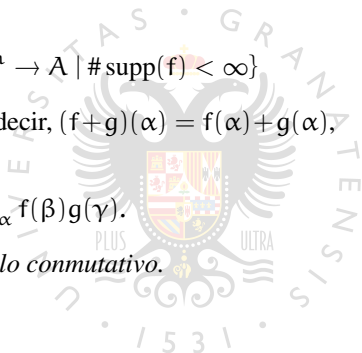 → A | # supp(f) < ∞}
decir, (f+g)(α) = f(α)+g(α),
f(β)g(γ).
lo conmutativo.
PLUS ULTRA
1531